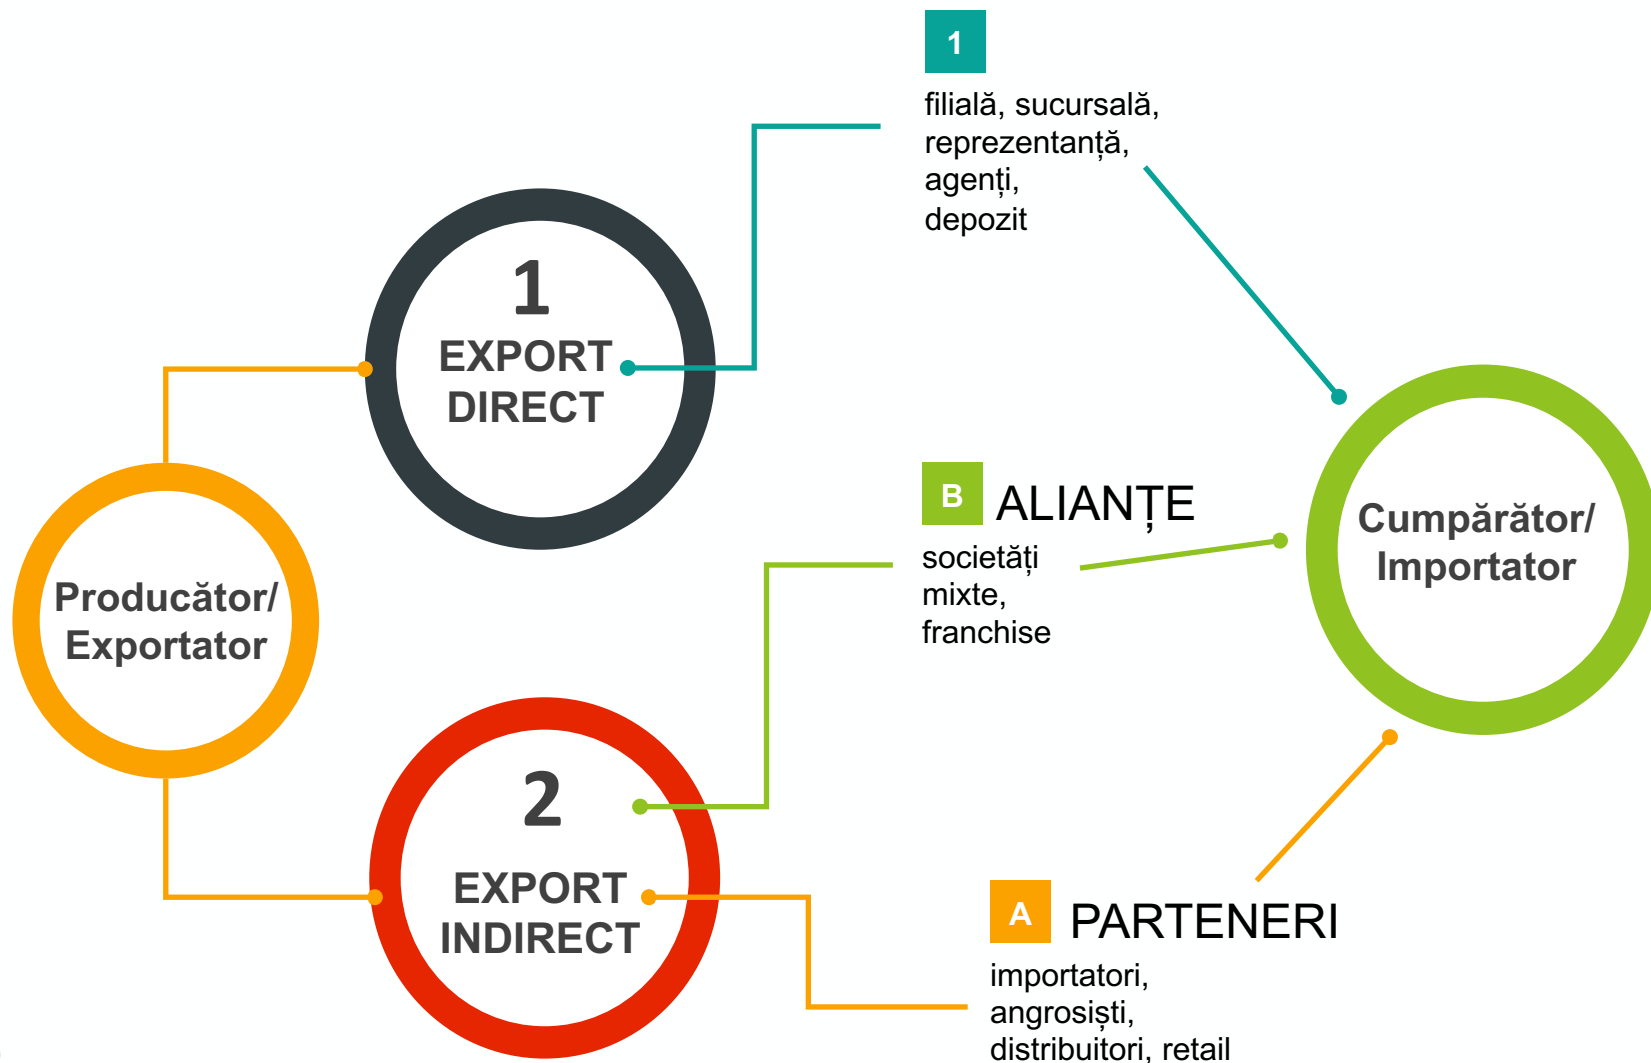 1
filială, sucursală,
reprezentanță,
agenți,
depozit
1
EXPORT
DIRECT
Producător/
Exportator
B ALIANȚE
societăți
mixte,
franchise
Cumpărător/
Importator
2
EXPORT
INDIRECT
A PARTENERI
importatori,
angrosiști,
distribuitori, retail